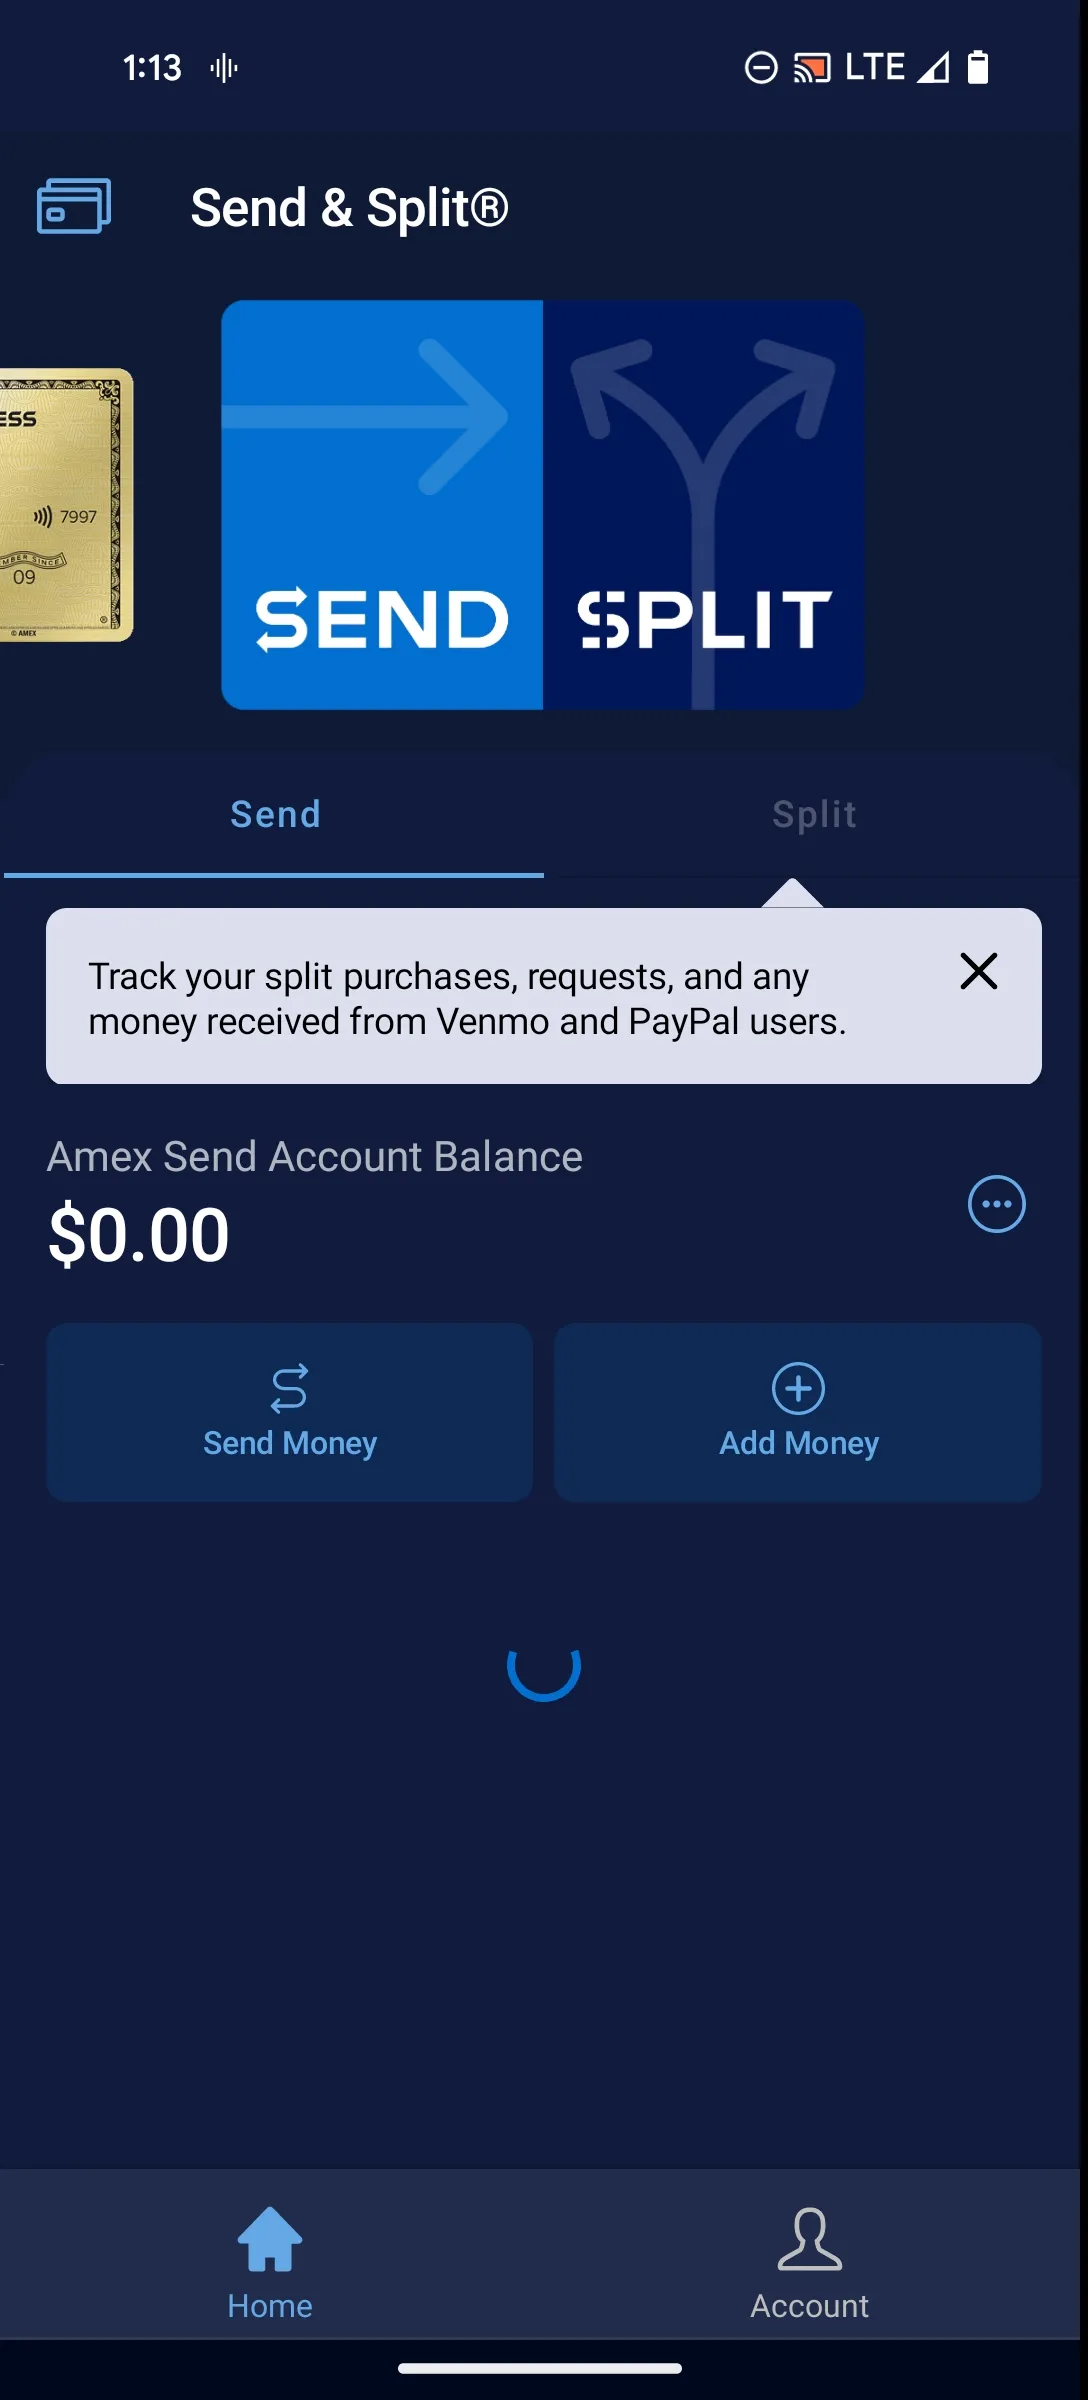 1:13
LTE
Send & Split®
ESS
7997
MBER SINCE
09
®
© AMEX
SEND
SPLIT
Send
Split
Track your split purchases, requests, and any
money received from Venmo and PayPal users.
Amex Send Account Balance
$0.00
Send Money
Add Money
Home
Account